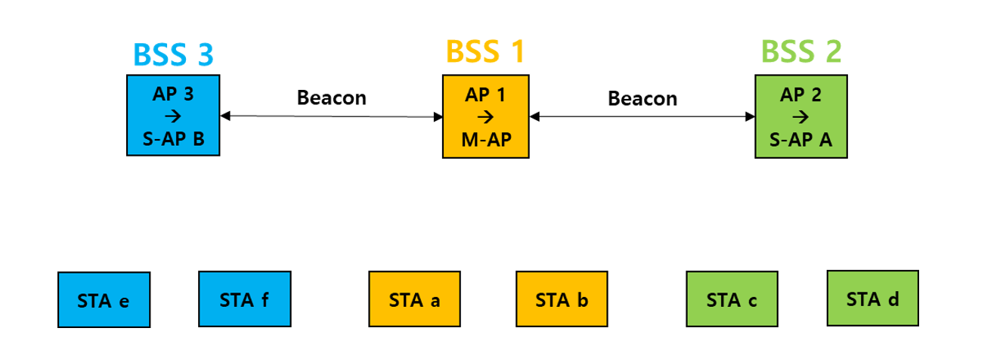 BSS 3
BSS 1
BSS 2
AP 3
→
S-AP B
Beacon
AP 1
→
M-AP
Beacon
AP 2
→
S-AP A
STA e
STA f
STA a
STA b
STA c
STA d